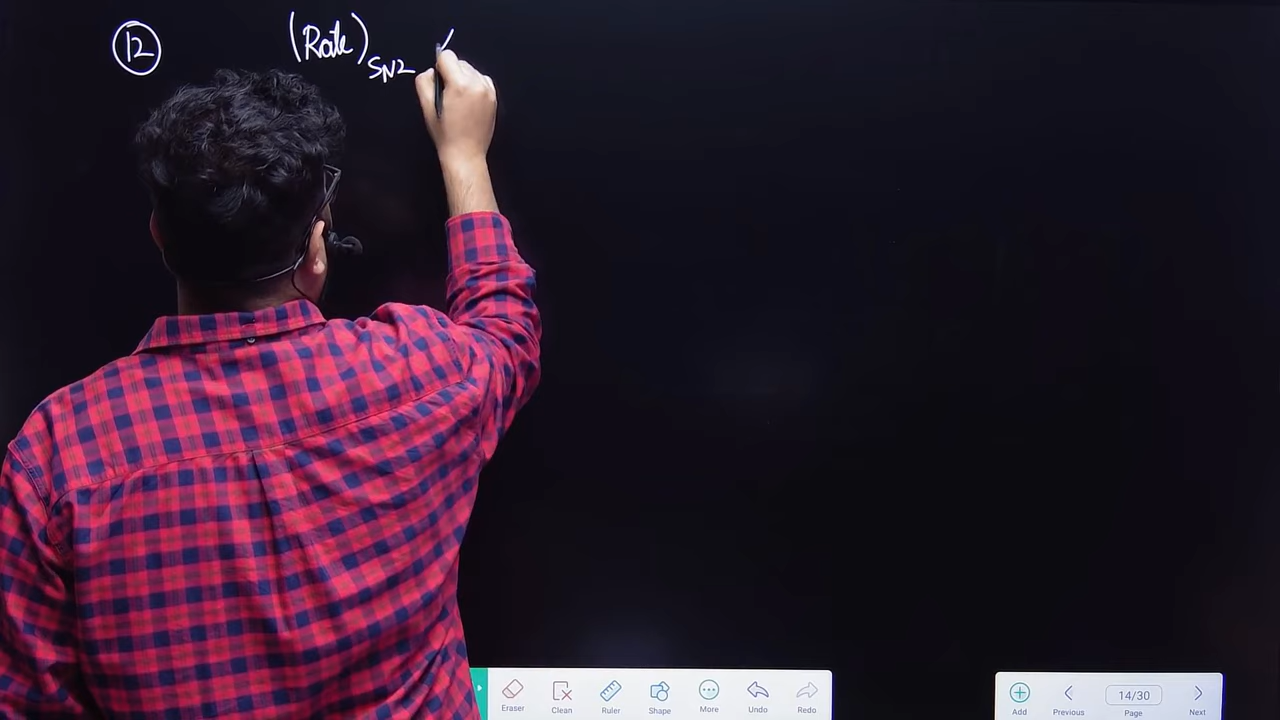 12 (Rate)SN2
Eraser Clean Ruler Shape More Undo Redo
Add Previous 14/30 Page Next